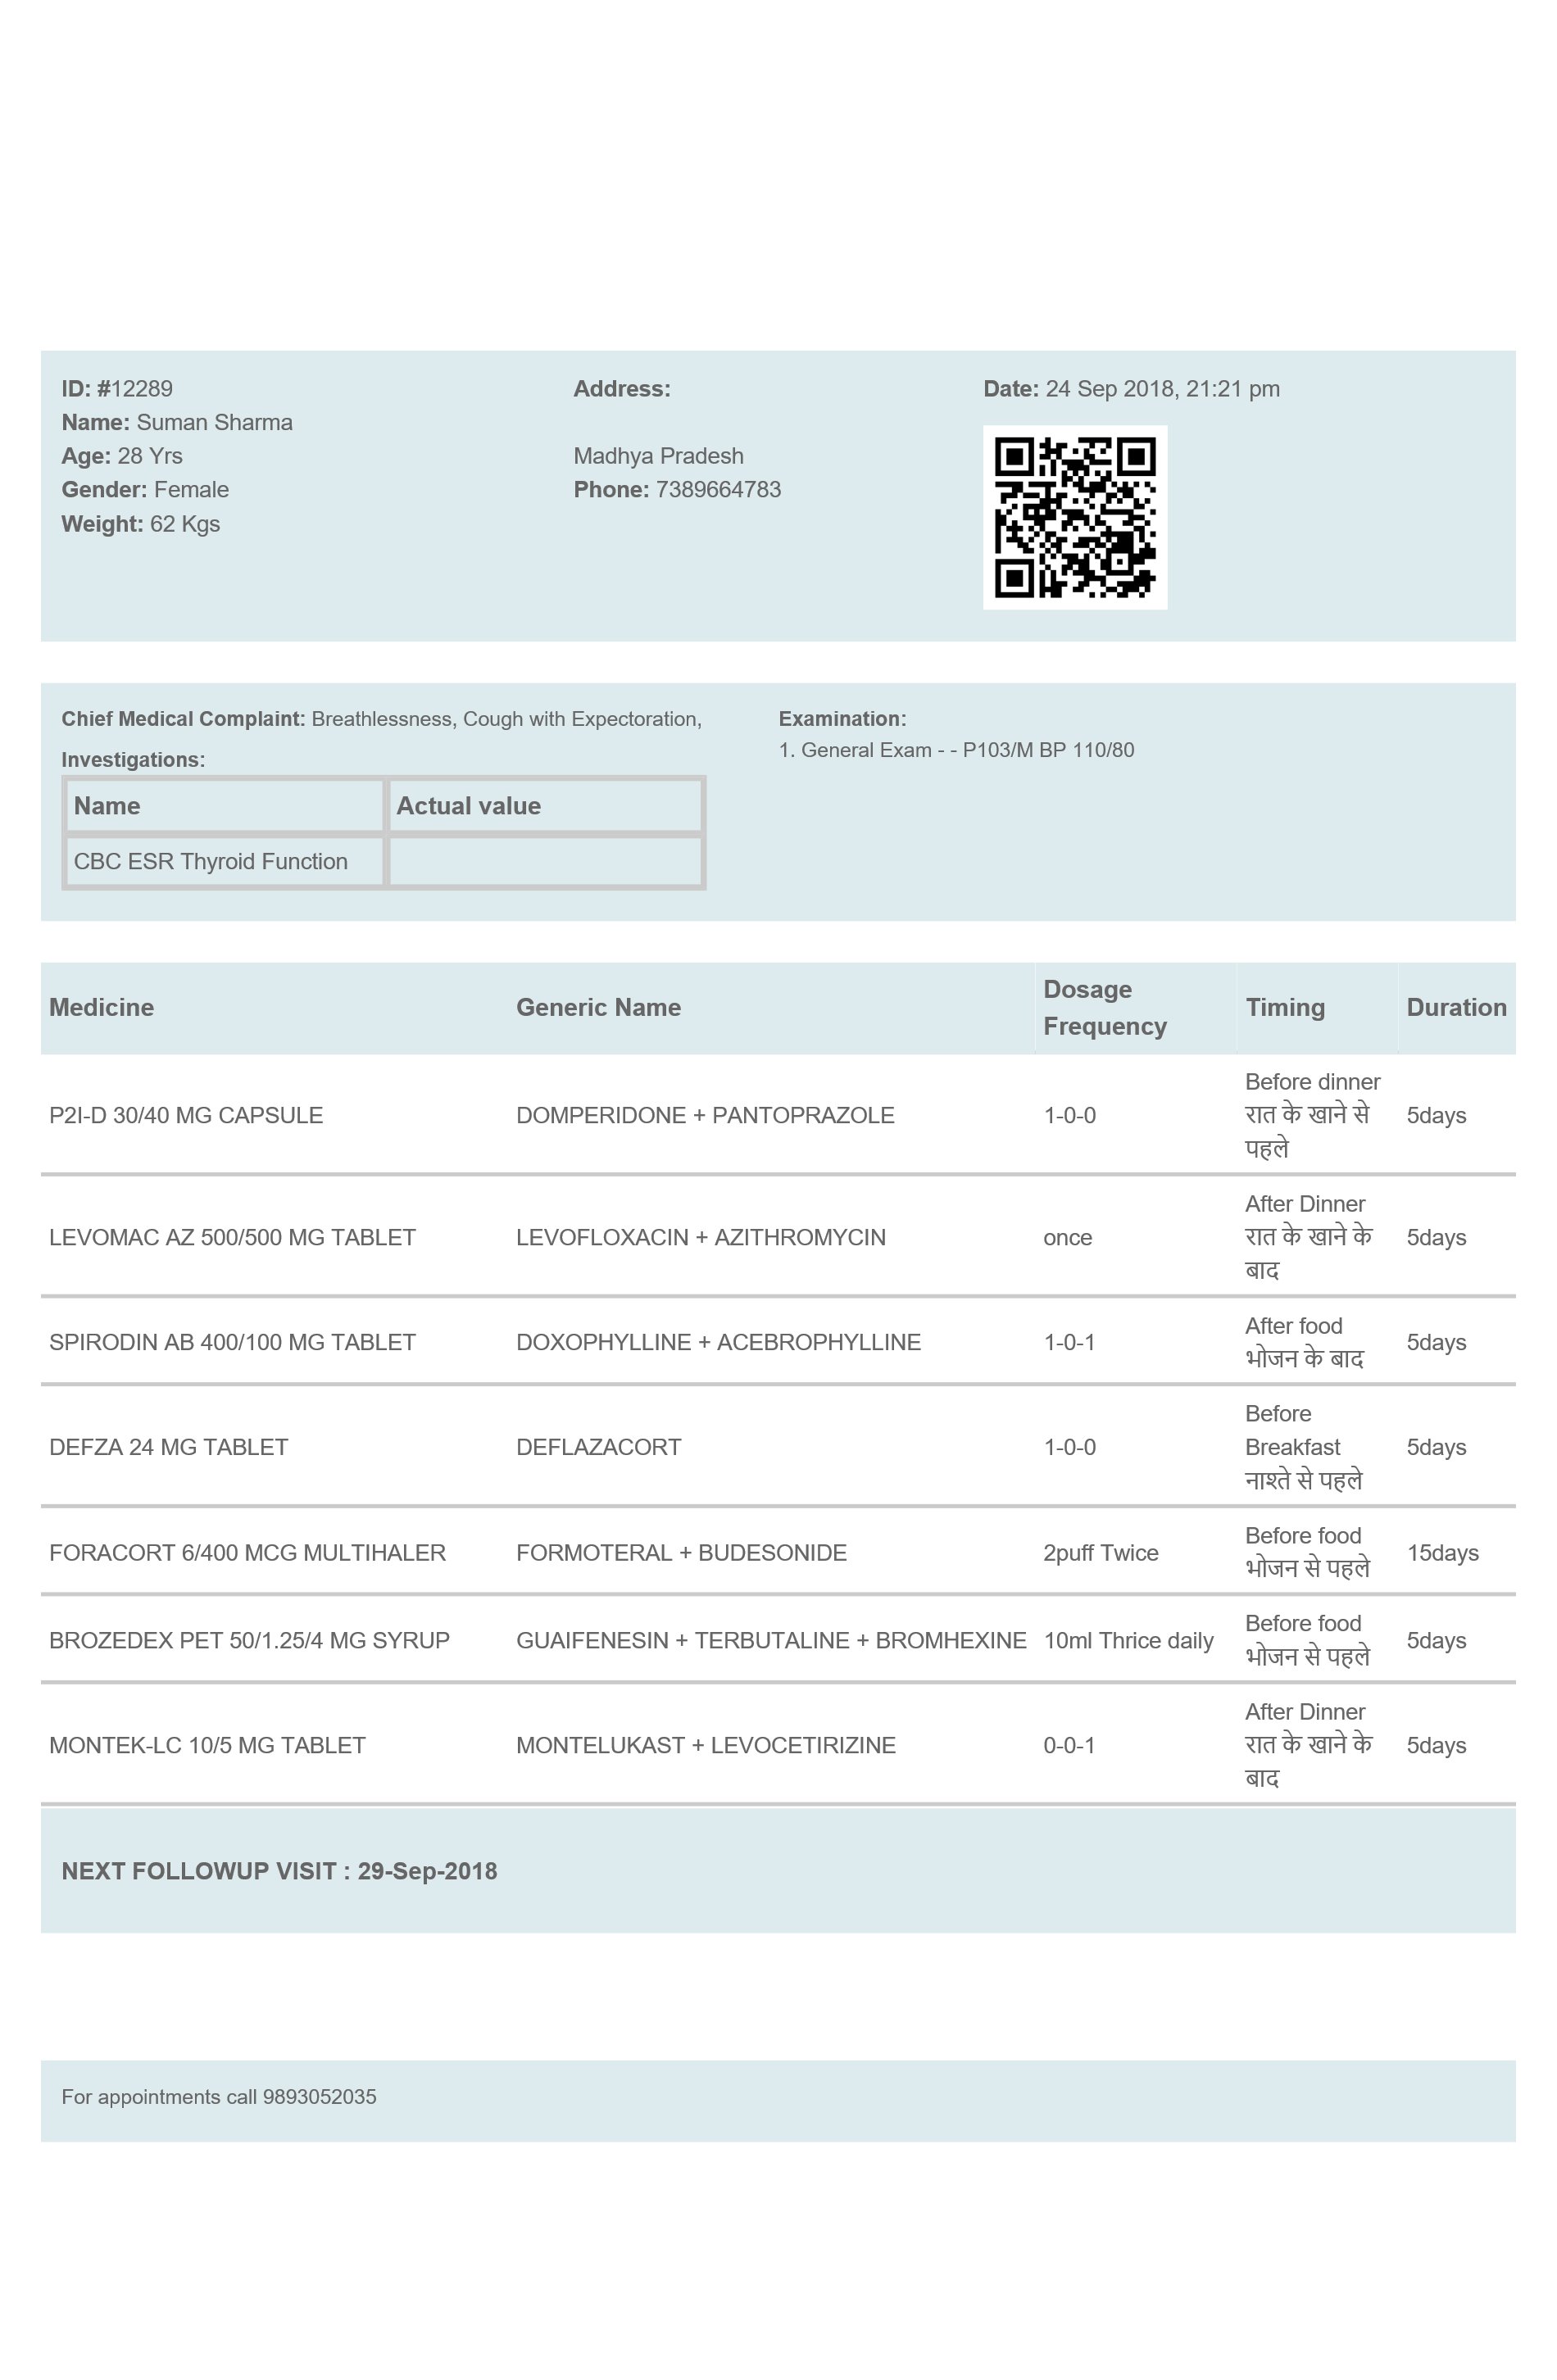 ID: #12289
Name: Suman Sharma
Age: 28 Yrs
Gender: Female
Weight: 62 Kgs
Address:
Madhya Pradesh
Phone: 7389664783
Date: 24 Sep 2018, 21:21 pm
Chief Medical Complaint: Breathlessness, Cough with Expectoration,
Investigations:
Name Actual value
CBC ESR Thyroid Function
Examination:
1. General Exam - - P103/M BP 110/80
Medicine Generic Name Dosage Frequency Timing Duration
P2I-D 30/40 MG CAPSULE DOMPERIDONE + PANTOPRAZOLE 1-0-0 Before dinner रात के खाने से पहले 5days
LEVOMAC AZ 500/500 MG TABLET LEVOFLOXACIN + AZITHROMYCIN once After Dinner रात के खाने के बाद 5days
SPIRODIN AB 400/100 MG TABLET DOXOPHYLLINE + ACEBROPHYLLINE 1-0-1 After food भोजन के बाद 5days
DEFZA 24 MG TABLET DEFLAZACORT 1-0-0 Before Breakfast नाश्ते से पहले 5days
FORACORT 6/400 MCG MULTIHALER FORMOTERAL + BUDESONIDE 2puff Twice Before food भोजन से पहले 15days
BROZEDEX PET 50/1.25/4 MG SYRUP GUAIFENESIN + TERBUTALINE + BROMHEXINE 10ml Thrice daily Before food भोजन से पहले 5days
MONTEK-LC 10/5 MG TABLET MONTELUKAST + LEVOCETIRIZINE 0-0-1 After Dinner रात के खाने के बाद 5days
NEXT FOLLOWUP VISIT : 29-Sep-2018
For appointments call 9893052035